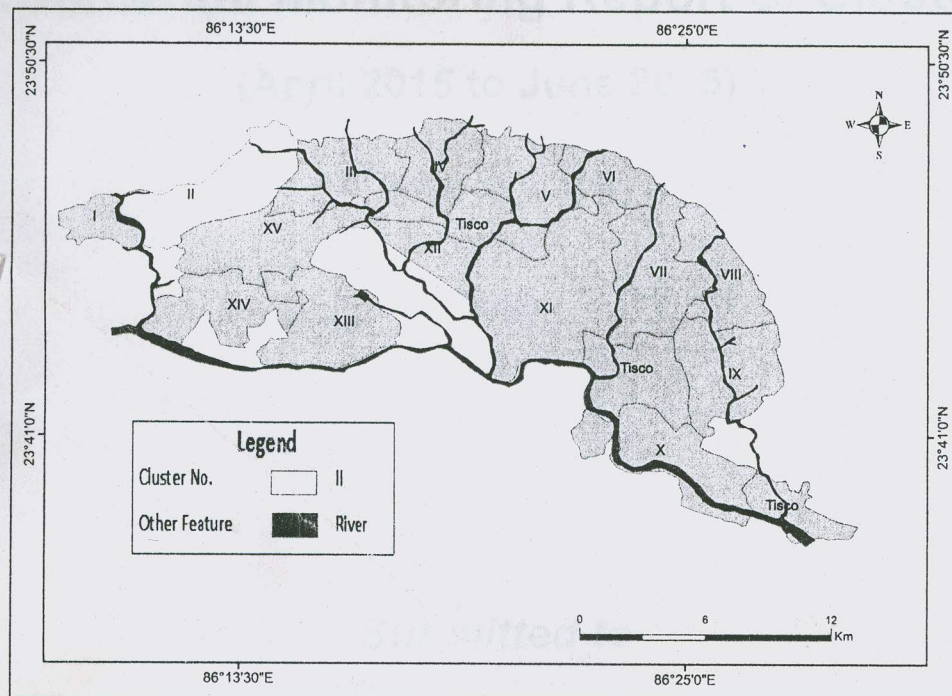 86°13'30"E 86°25'0"E
23°50'30"N 23°50'30"N
(April 2015 to June 2015)
N
W E
S
III IV V VI
I II
XV Tisco
XII VII VIII
XIV XIII XI
Tisco IX
23°41'0"N 23°41'0"N
X
Tisco
Legend
Cluster No. II
Other Feature River
0 6 12
Km
86°13'30"E 86°25'0"E